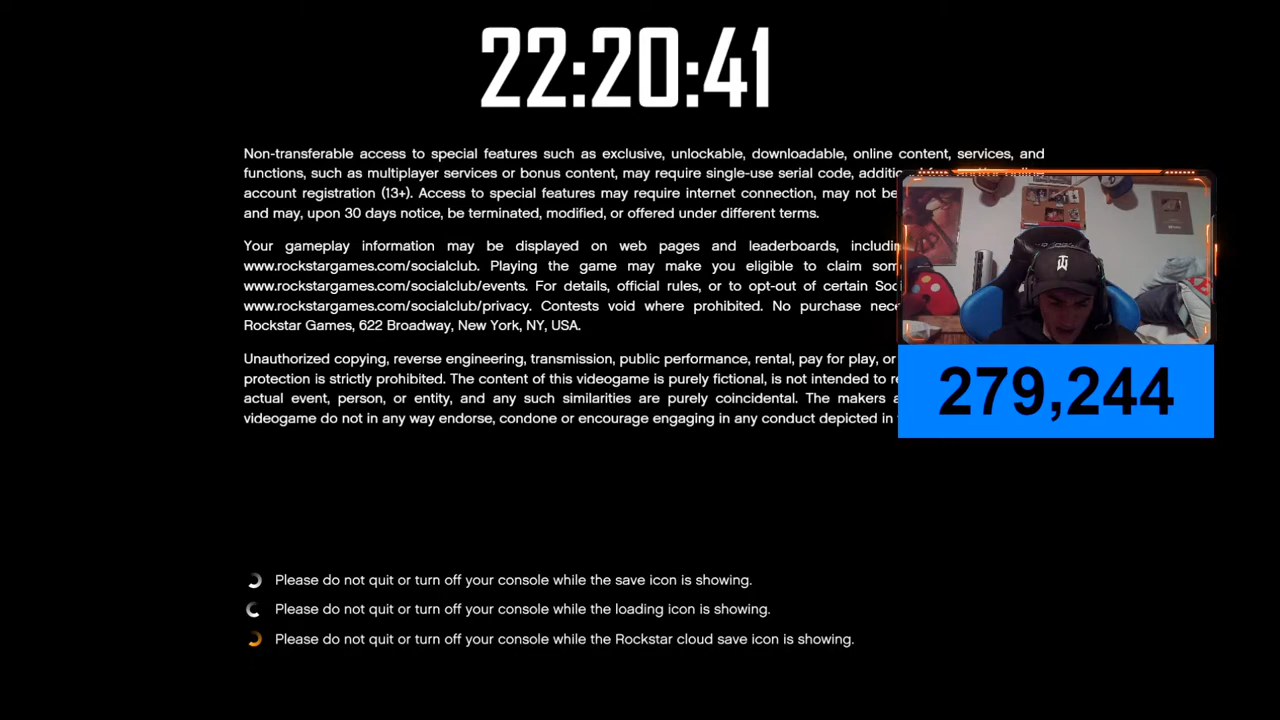 22:20:41
Non-transferable access to special features such as exclusive, unlockable, downloadable, online content, services, and
functions, such as multiplayer services or bonus content, may require single-use serial code,
account registration (13+). Access to special features may require internet connection, may not be
and may, upon 30 days notice, be terminated, modified, or offered under different terms.
Your gameplay information may be displayed on web pages and leaderboards,
www.rockstargames.com/socialclub. Playing the game may make you eligible to claim
www.rockstargames.com/socialclub/events. For details, official rules, or to opt-out of certain
www.rockstargames.com/socialclub/privacy. Contests void where prohibited. No purchase
Rockstar Games, 622 Broadway, New York, NY, USA.
Unauthorized copying, reverse engineering, transmission, public performance, rental, pay for play, or
protection is strictly prohibited. The content of this videogame is purely fictional, is not intended to
actual event, person, or entity, and any such similarities are purely coincidental. The makers
videogame do not in any way endorse, condone or encourage engaging in any conduct depicted in
279,244
Please do not quit or turn off your console while the save icon is showing.
Please do not quit or turn off your console while the loading icon is showing.
Please do not quit or turn off your console while the Rockstar cloud save icon is showing.